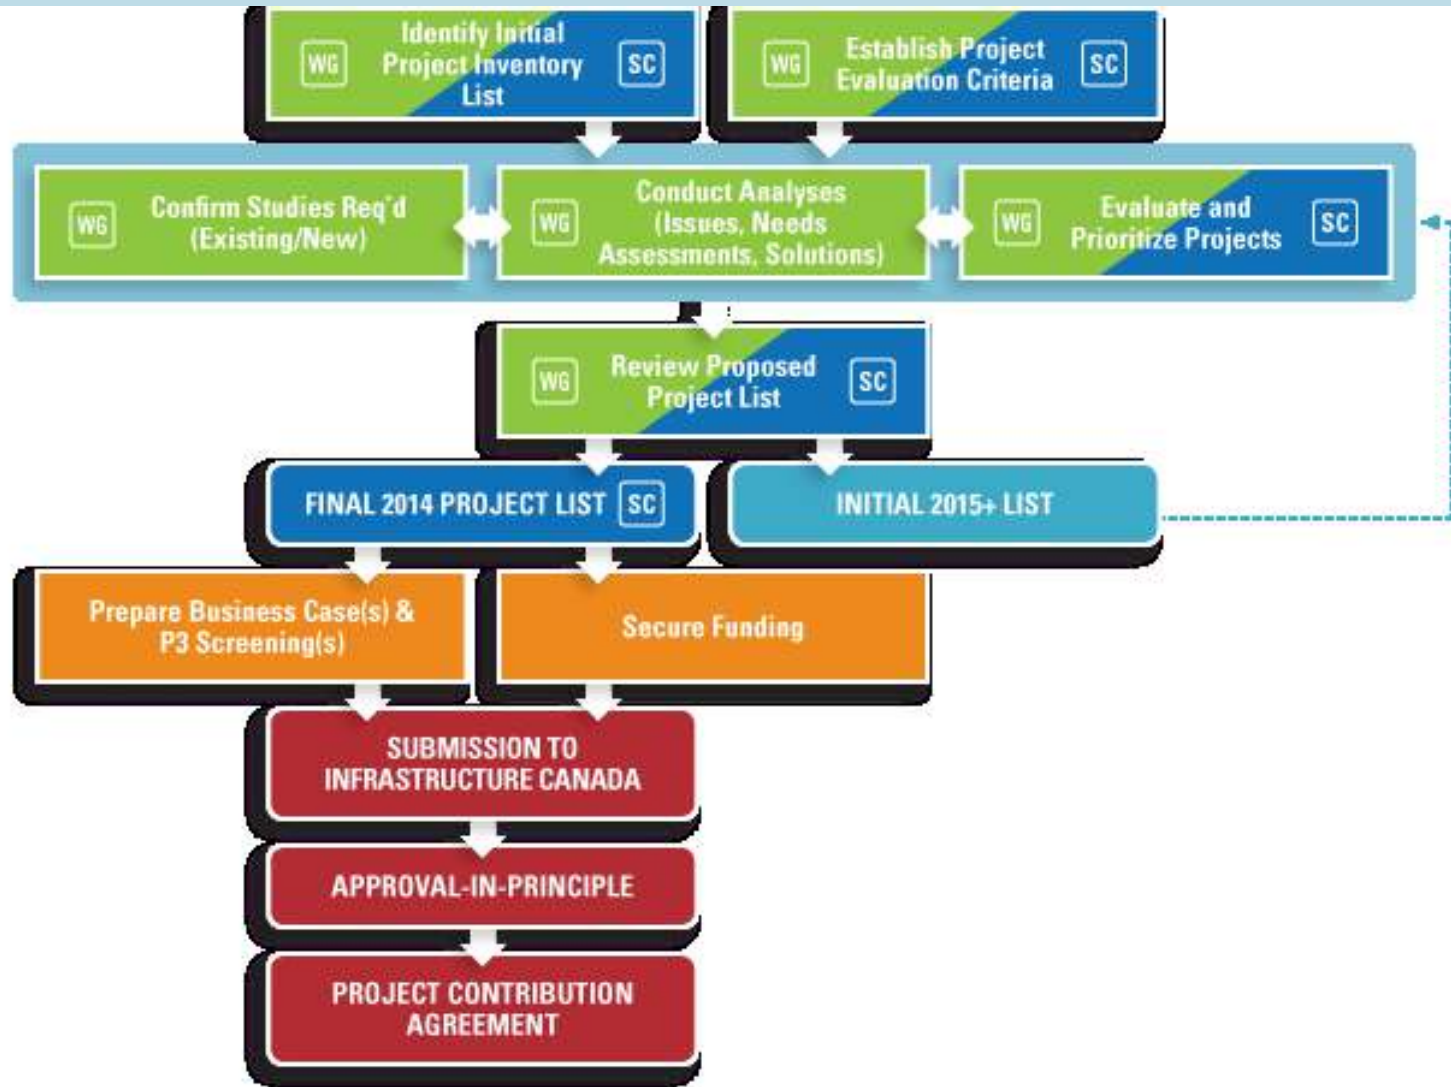 WG
Identify Initial
Project Inventory
List
SC
WG
Establish Project
Evaluation Criteria
SC
WG
Confirm Studies Req'd
(Existing/New)
WG
Conduct Analyses
(Issues, Needs
Assessments, Solutions)
WG
Evaluate and
Prioritize Projects
SC
WG
Review Proposed
Project List
SC
FINAL 2014 PROJECT LIST SC
INITIAL 2015+ LIST
Prepare Business Case(s) &
P3 Screening(s)
Secure Funding
SUBMISSION TO
INFRASTRUCTURE CANADA
APPROVAL-IN-PRINCIPLE
PROJECT CONTRIBUTION
AGREEMENT